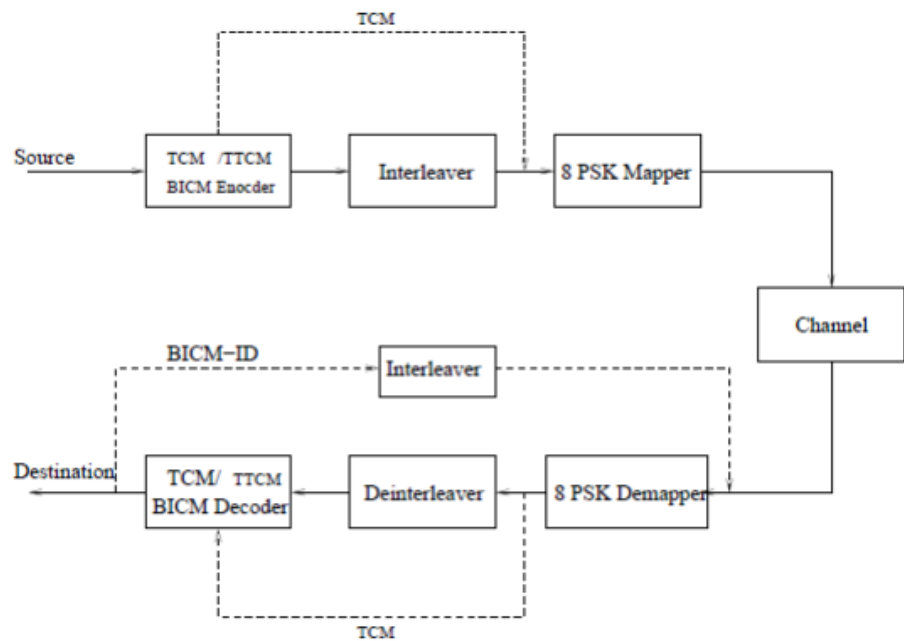 TCM
Source
TCM /TTCM
BICM Enocder
Interleaver
8 PSK Mapper
Channel
BICM-ID
Interleaver
Destination
TCM/ TTCM
BICM Decoder
Deinterleaver
8 PSK Demapper
TCM